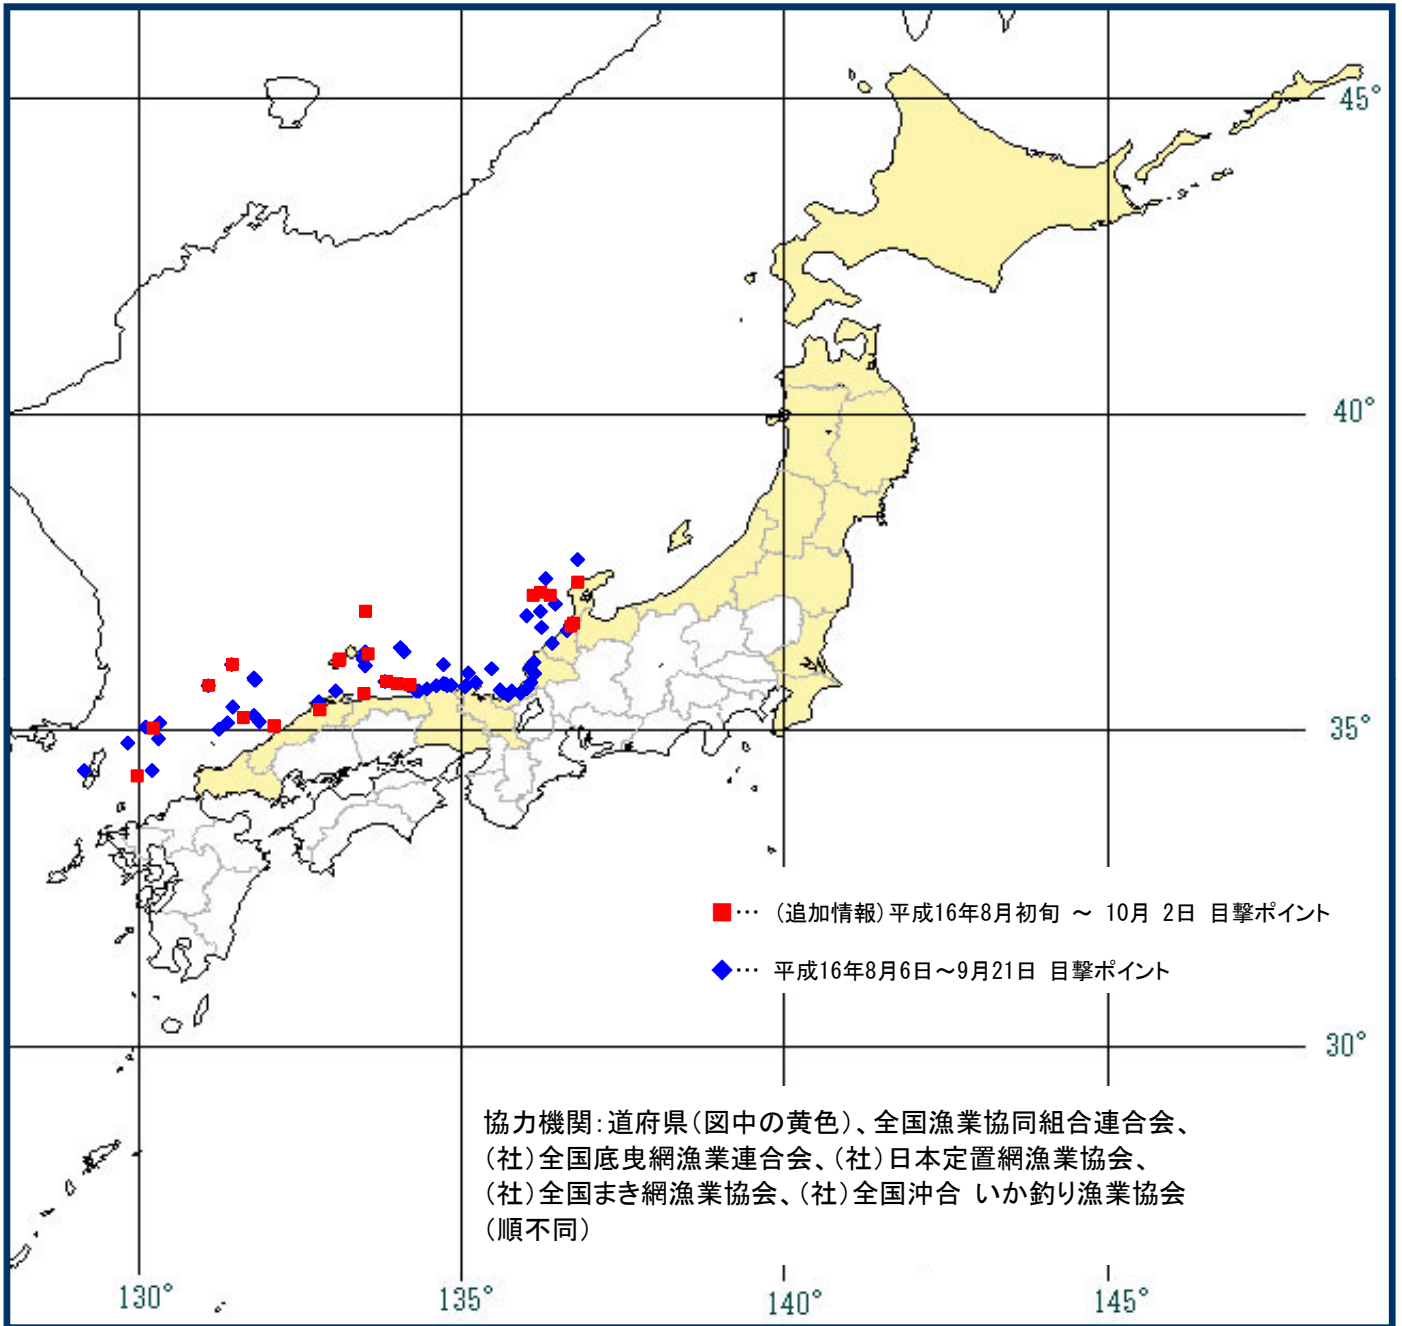 45°
40°
35°
… （追加情報）平成16年8月初旬 ～ 10月 2日 目撃ポイント
… 平成16年8月6日～9月21日 目撃ポイント
30°
協力機関：道府県（図中の黄色）、全国漁業協同組合連合会、
（社）全国底曳網漁業連合会、（社）日本定置網漁業協会、
（社）全国まき網漁業協会、（社）全国沖合 いか釣り漁業協会
（順不同）
130°
135°
140°
145°